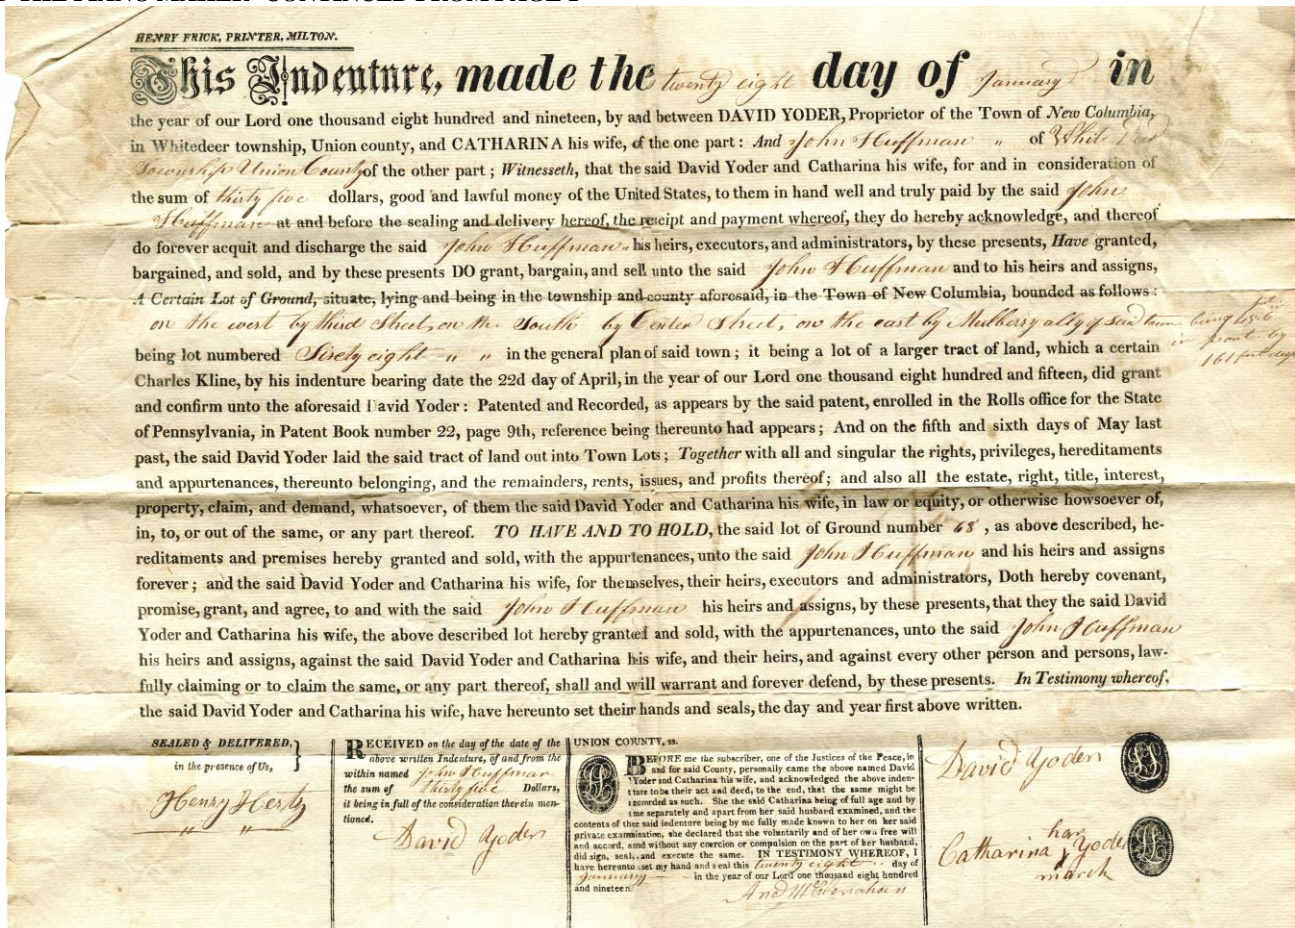 HENRY FRICK, PRINTER, MILTON.
This Indenture, made the twenty eight day of January in
the year of our Lord one thousand eight hundred and nineteen, by and between DAVID YODER, Proprietor of the Town of New Columbia,
in Whitedeer township, Union county, and CATHARINA his wife, of the one part: And John Huffman " of White Deer
Township Union County of the other part; Witnesseth, that the said David Yoder and Catharina his wife, for and in consideration of
the sum of thirty five dollars, good and lawful money of the United States, to them in hand well and truly paid by the said John
Huffman at and before the sealing and delivery hereof, the receipt and payment whereof, they do hereby acknowledge, and thereof
do forever acquit and discharge the said John Huffman " his heirs, executors, and administrators, by these presents, Have granted,
bargained, and sold, and by these presents DO grant, bargain, and sell unto the said John Huffman and to his heirs and assigns,
A Certain Lot of Ground, situate, lying and being in the township and county aforesaid, in the Town of New Columbia, bounded as follows:
on the west by third Street, on the South by Center Street, on the east by Mulberry ally of said town being
in front by
161 feet
being lot numbered Sixety eight " " in the general plan of said town; it being a lot of a larger tract of land, which a certain
Charles Kline, by his indenture bearing date the 22d day of April, in the year of our Lord one thousand eight hundred and fifteen, did grant
and confirm unto the aforesaid David Yoder: Patented and Recorded, as appears by the said patent, enrolled in the Rolls office for the State
of Pennsylvania, in Patent Book number 22, page 9th, reference being thereunto had appears; And on the fifth and sixth days of May last
past, the said David Yoder laid the said tract of land out into Town Lots; Together with all and singular the rights, privileges, hereditaments
and appurtenances, thereunto belonging, and the remainders, rents, issues, and profits thereof; and also all the estate, right, title, interest,
property, claim, and demand, whatsoever, of them the said David Yoder and Catharina his wife, in law or equity, or otherwise howsoever of,
in, to, or out of the same, or any part thereof. TO HAVE AND TO HOLD, the said lot of Ground number 68, as above described, he-
reditaments and premises hereby granted and sold, with the appurtenances, unto the said John Huffman and his heirs and assigns
forever; and the said David Yoder and Catharina his wife, for themselves, their heirs, executors and administrators, Doth hereby covenant,
promise, grant, and agree, to and with the said John Huffman his heirs and assigns, by these presents, that they the said David
Yoder and Catharina his wife, the above described lot hereby granted and sold, with the appurtenances, unto the said John Huffman
his heirs and assigns, against the said David Yoder and Catharina his wife, and their heirs, and against every other person and persons, law-
fully claiming or to claim the same, or any part thereof, shall and will warrant and forever defend, by these presents. In Testimony whereof,
the said David Yoder and Catharina his wife, have hereunto set their hands and seals, the day and year first above written.
SEALED & DELIVERED,
in the presence of Us,
Henry Hertz
" "
RECEIVED on the day of the date of the
above written Indenture, of and from the
within named John Huffman
the sum of Thirty five Dollars,
it being in full of the consideration therein men-
tioned.
David Yoder
UNION COUNTY, ss.
BEFORE me the subscriber, one of the Justices of the Peace, in
and for said County, personally came the above named David
Yoder and Catharina his wife, and acknowledged the above inden-
ture to be their act and deed, to the end, that the same might be
recorded as such. She the said Catharina being of full age and by
me separately and apart from her said husband examined, and the
contents of the said indenture being by me fully made known to her on her said
private examination, she declared that she voluntarily and of her own free will
and accord, and without any coercion or compulsion on the part of her husband,
did sign, seal, and execute the same. IN TESTIMONY WHEREOF, I
have hereunto set my hand and seal this twenty eight day of
January in the year of our Lord one thousand eight hundred
and nineteen.
David Yoder
her
Catharina x Yoder
march